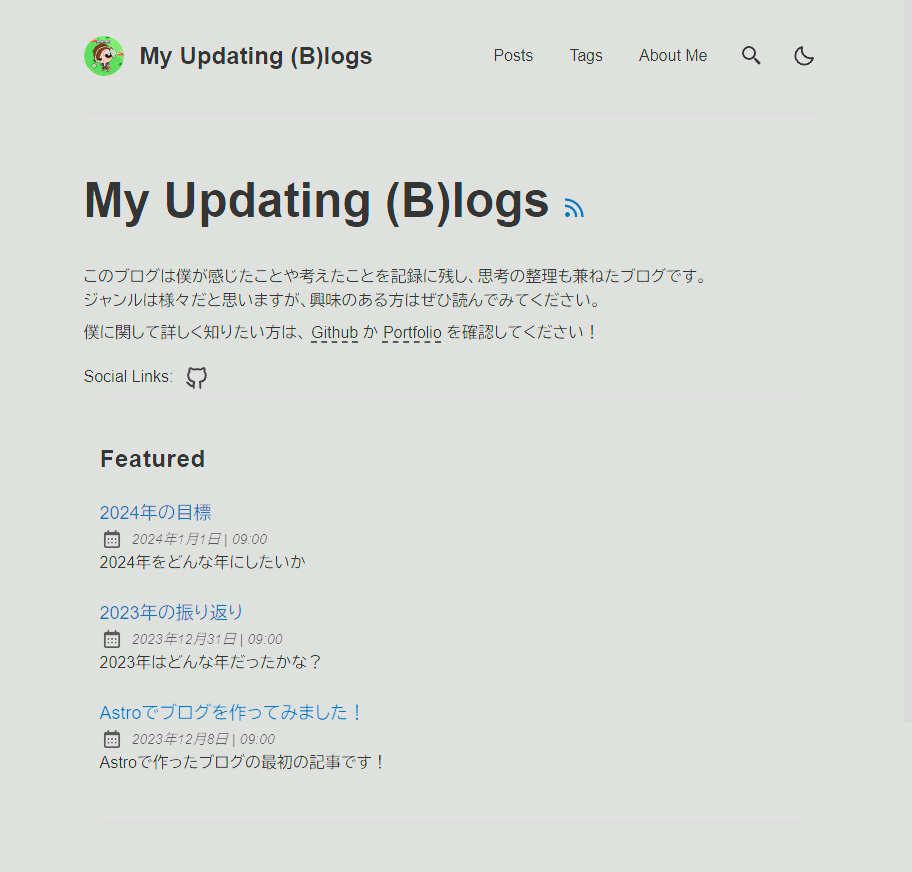 My Updating (B)logs
Posts
Tags
About Me
My Updating (B)logs
このブログは僕が感じたことや考えたことを記録に残し、思考の整理も兼ねたブログです。
ジャンルは様々だと思いますが、興味のある方はぜひ読んでみてください。
僕に関して詳しく知りたい方は、 Github か Portfolio を確認してください！
Social Links:
Featured
2024年の目標
2024年1月1日 | 09:00
2024年をどんな年にしたいか
2023年の振り返り
2023年12月31日 | 09:00
2023年はどんな年だったかな？
Astroでブログを作ってみました！
2023年12月8日 | 09:00
Astroで作ったブログの最初の記事です！